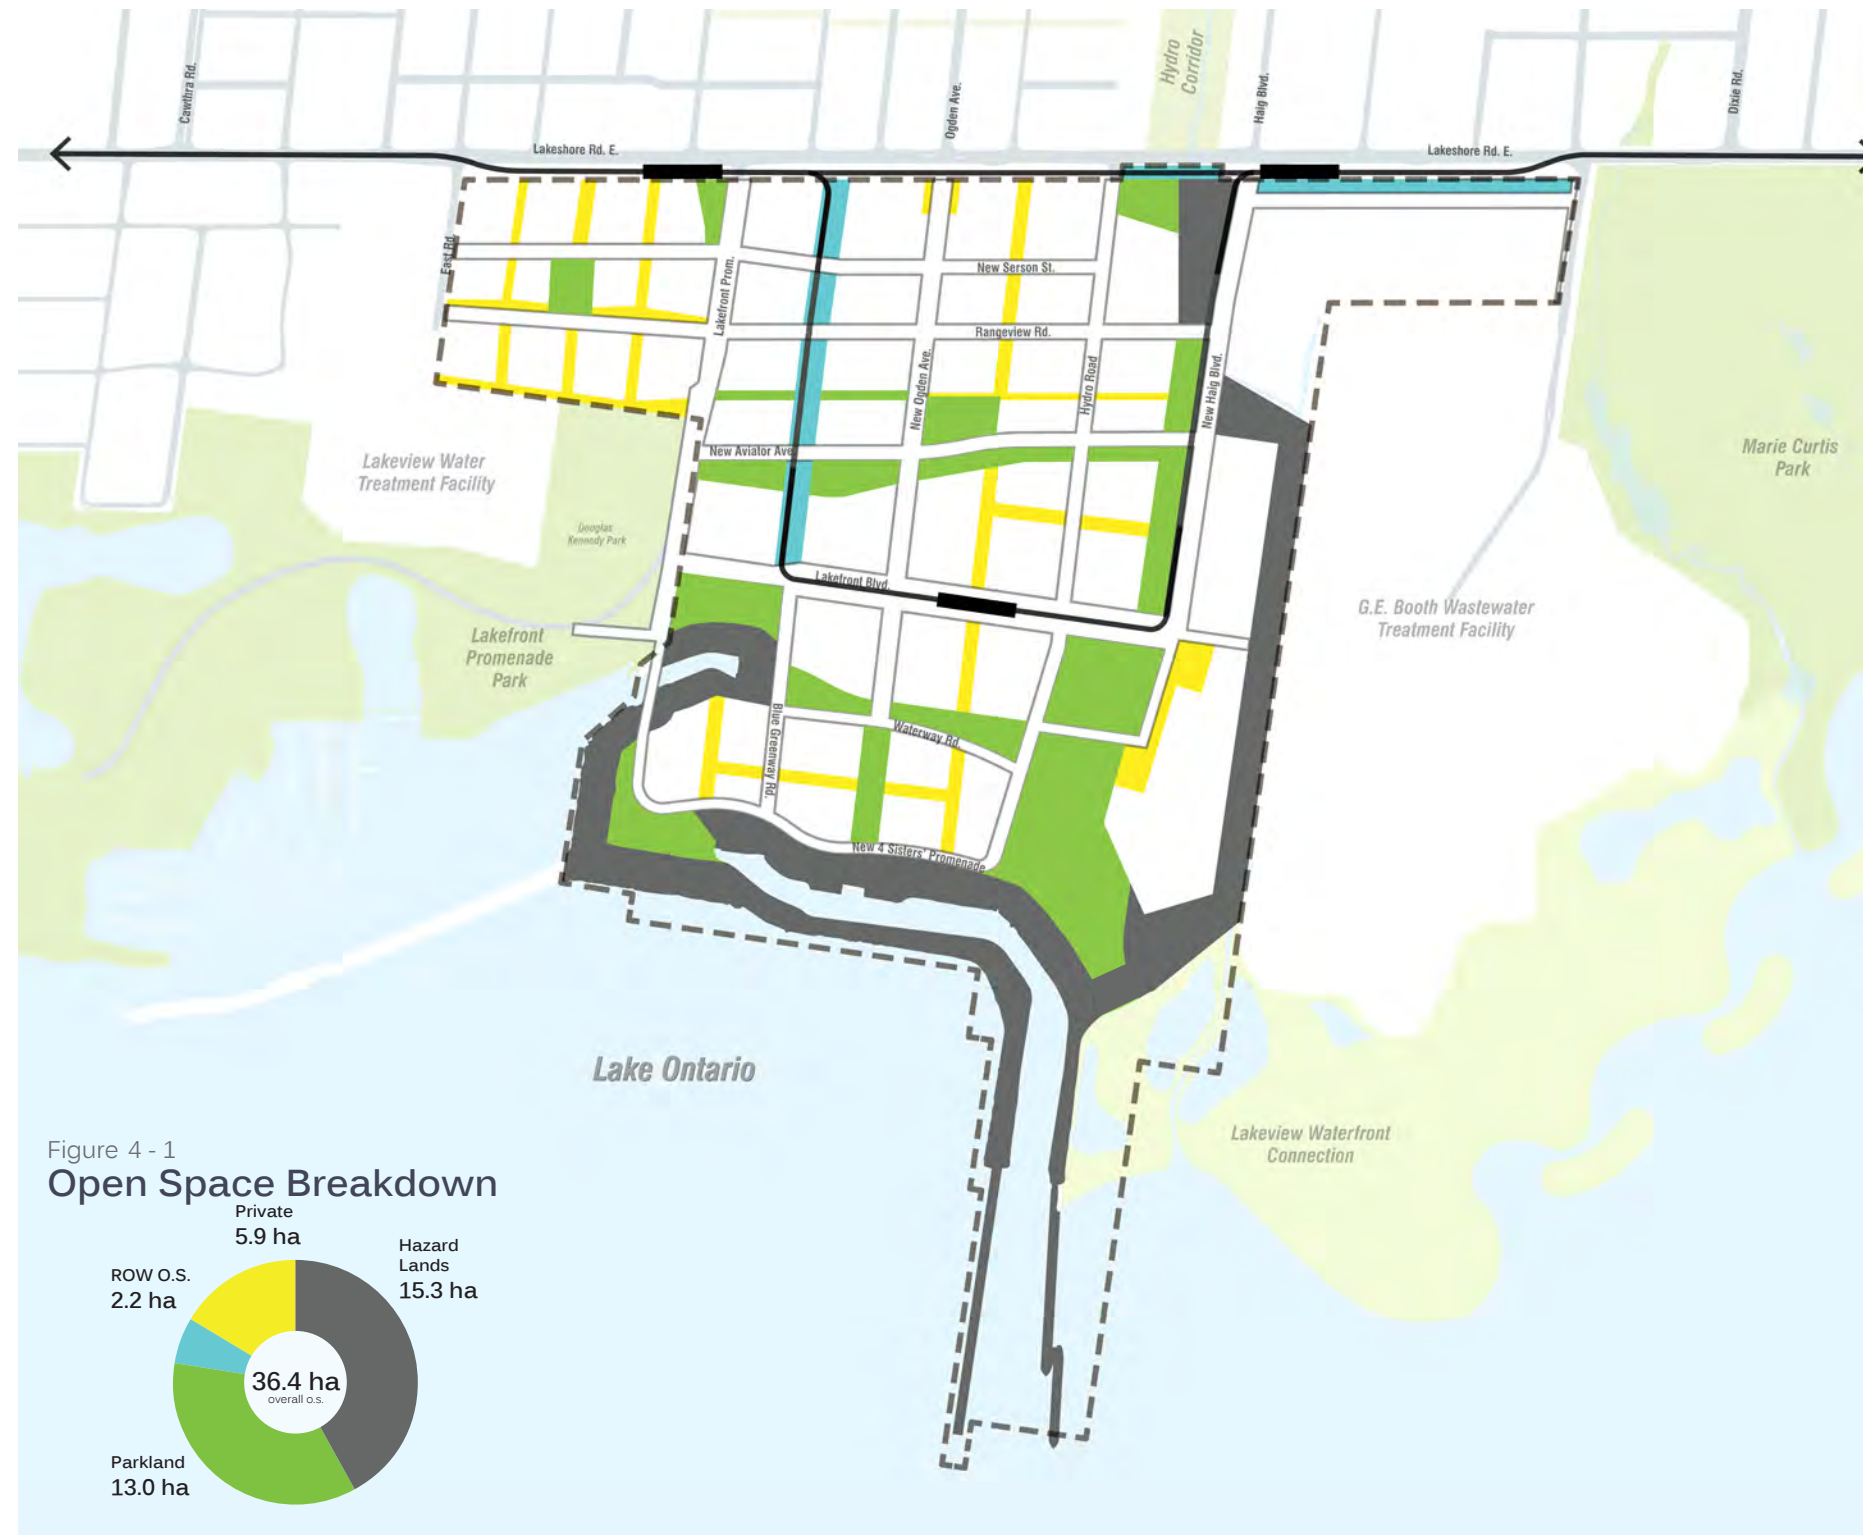 Hydro
Corridor
Cawthra Rd.
Ogden Ave.
Haig Blvd.
Dixie Rd.
Lakeshore Rd. E.
Lakeshore Rd. E.
East Rd.
Lakefront Prom.
New Serson St.
Rangeview Rd.
New Ogden Ave.
Hydro Road
New Haig Blvd.
New Aviator Ave.
Lakeview Water
Treatment Facility
Douglas
Kennedy Park
Marie Curtis
Park
Lakefront Blvd.
G.E. Booth Wastewater
Treatment Facility
Lakefront
Promenade
Park
Blue Greenway Rd.
Waterway Rd.
New 4 Sisters' Promenade
Lake Ontario
Lakeview Waterfront
Connection
Figure 4 - 1
Open Space Breakdown
Private
5.9 ha
Hazard
Lands
15.3 ha
ROW O.S.
2.2 ha
36.4 ha
overall o.s.
Parkland
13.0 ha